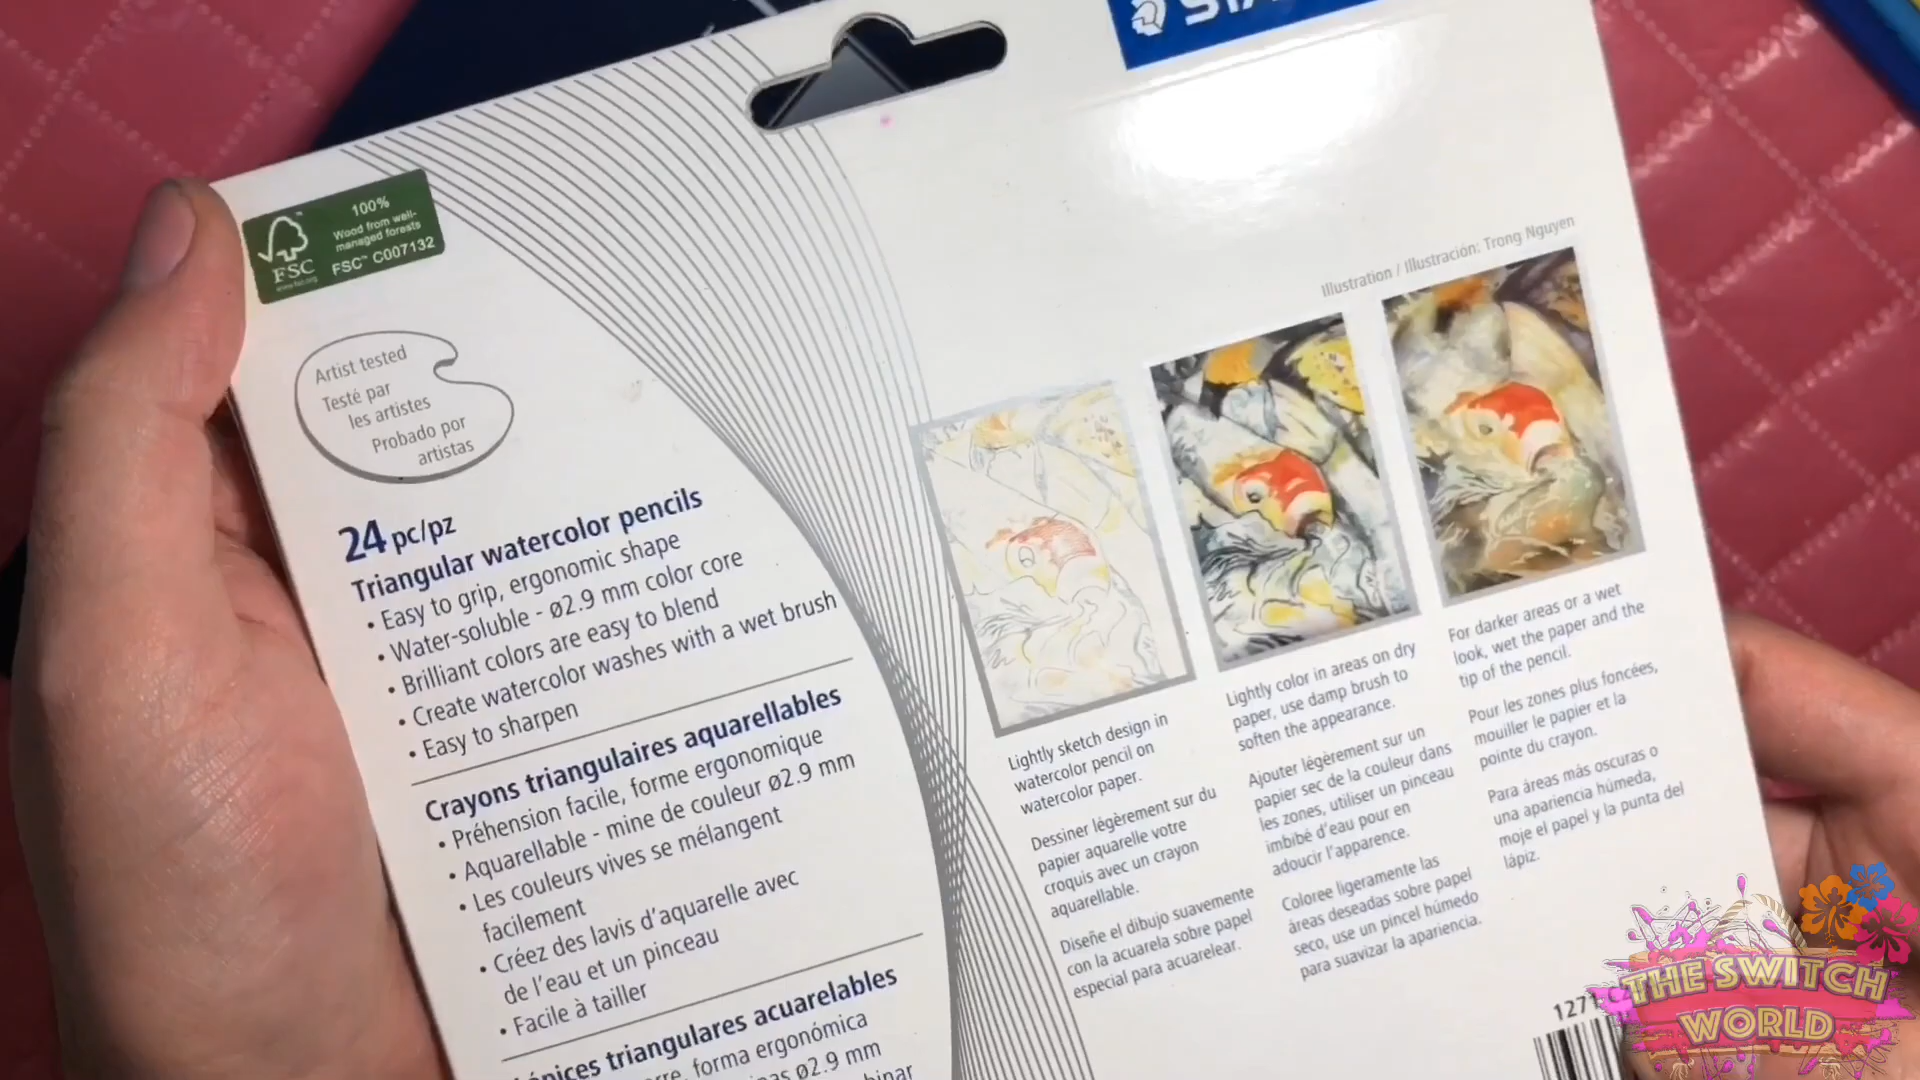 100%
Wood from well-
managed forests
FSC™ C007132
FSC
Artist tested
Testé par
les artistes
Probado por
artistas
24 pc/pz
Triangular watercolor pencils
• Easy to grip, ergonomic shape
• Water-soluble - ø2.9 mm color core
• Brilliant colors are easy to blend
• Create watercolor washes with a wet brush
• Easy to sharpen
Crayons triangulaires aquarellables
• Préhension facile, forme ergonomique
• Aquarellable - mine de couleur ø2.9 mm
• Les couleurs vives se mélangent
facilement
• Créez des lavis d'aquarelle avec
de l'eau et un pinceau
• Facile à tailler
triangulares acuarelables
forma ergonómica
ø2.9 mm
Illustration / Illustración: Trong Nguyen
Lightly sketch design in
watercolor pencil on
watercolor paper.
Dessiner légèrement sur du
papier aquarelle votre
croquis avec un crayon
aquarellable.
Diseñe el dibujo suavemente
con la acuarela sobre papel
especial para acuarelear.
Lightly color in areas on dry
paper, use damp brush to
soften the appearance.
Ajouter légèrement sur un
papier sec de la couleur dans
les zones, utiliser un pinceau
imbibé d'eau pour en
adoucir l'apparence.
Coloree ligeramente las
áreas deseadas sobre papel
seco, use un pincel húmedo
para suavizar la apariencia.
For darker areas or a wet
look, wet the paper and the
tip of the pencil.
Pour les zones plus foncées,
mouiller le papier et la
pointe du crayon.
Para áreas más oscuras o
una apariencia húmeda,
moje el papel y la punta del
lápiz.
THE SWITCH
WORLD